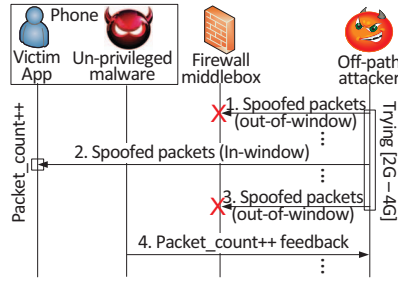 Phone
Victim
App
Un-privileged
malware
Firewall
middlebox
Off-path
attacker
1. Spoofed packets
(out-of-window)
...
2. Spoofed packets (In-window)
...
3. Spoofed packets
(out-of-window)
...
4. Packet_count++ feedback
...
Packet_count++
Trying [2G – 4G]